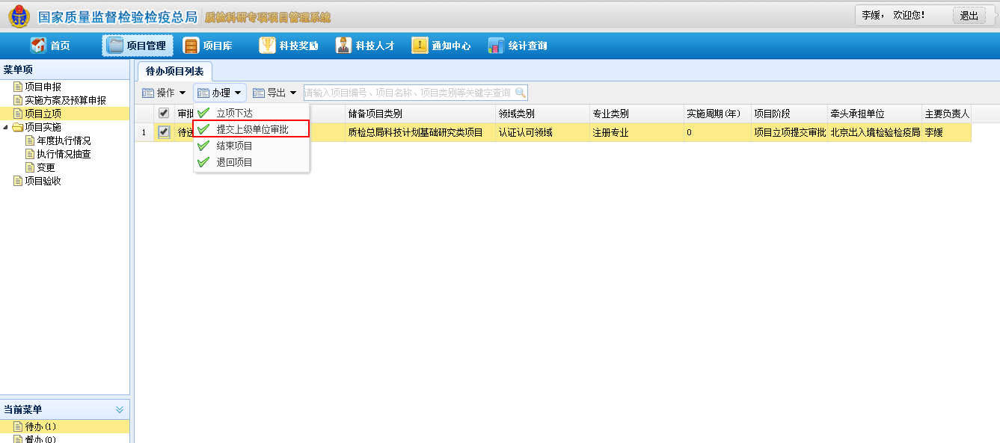 国家质量监督检验检疫总局 质检科研专项项目管理系统 李媛， 欢迎您! 退出
首页 项目管理 项目库 科技奖励 科技人才 通知中心 统计查询
菜单项
项目申报
实施方案及预算申报
项目立项
项目实施
年度执行情况
执行情况抽查
变更
项目验收
当前菜单
待办(1)
督办(0)
待办项目列表
操作 办理 导出 请输入项目编号、项目名称、项目类别等关键字查询
立项下达
提交上级单位审批
结束项目
退回项目
审批 储备项目类别 领域类别 专业类别 实施周期(年) 项目阶段 牵头承担单位 主要负责人
1 待送 质检总局科技计划基础研究类项目 认证认可领域 注册专业 0 项目立项提交审批 北京出入境检验检疫局 李媛